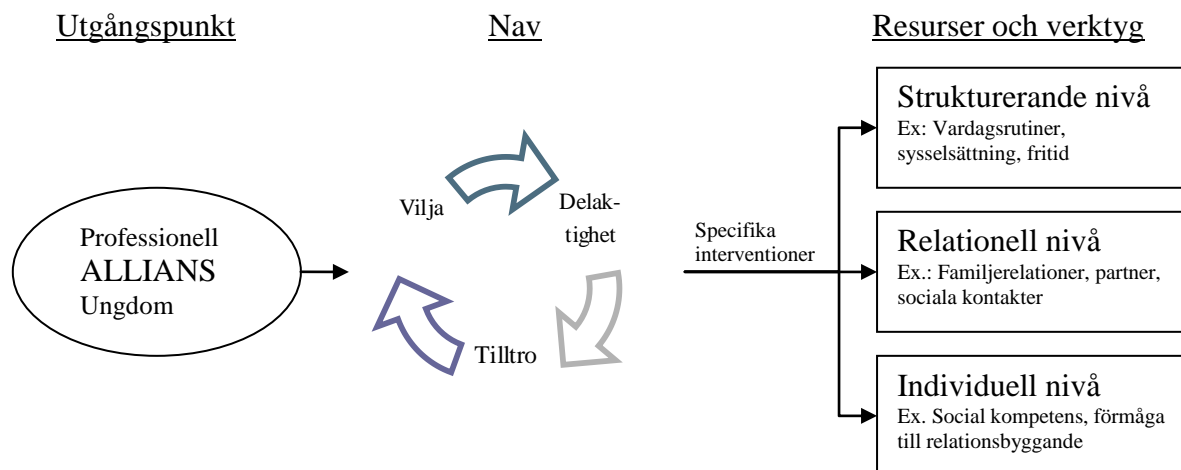 Utgångspunkt
Nav
Resurser och verktyg
Professionell
ALLIANS
Ungdom
Vilja
Delak-
tighet
Tilltro
Specifika
interventioner
Strukturerande nivå
Ex: Vardagsrutiner,
sysselsättning, fritid
Relationell nivå
Ex.: Familjerelationer, partner,
sociala kontakter
Individuell nivå
Ex. Social kompetens, förmåga
till relationsbyggande